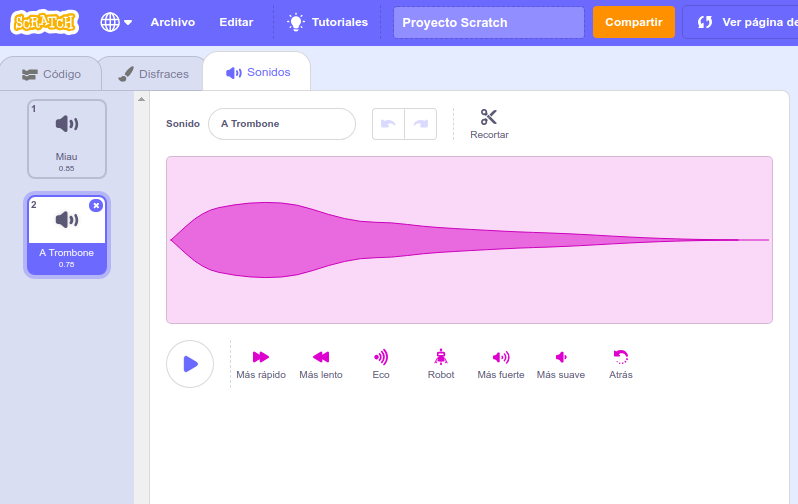 SCRATCH Archivo Editar Tutoriales Proyecto Scratch Compartir Ver página de
Código Disfraces Sonidos
1
Miau
0.85
2
A Trombone
0.78
Sonido A Trombone
Recortar
Más rápido Más lento Eco Robot Más fuerte Más suave Atrás